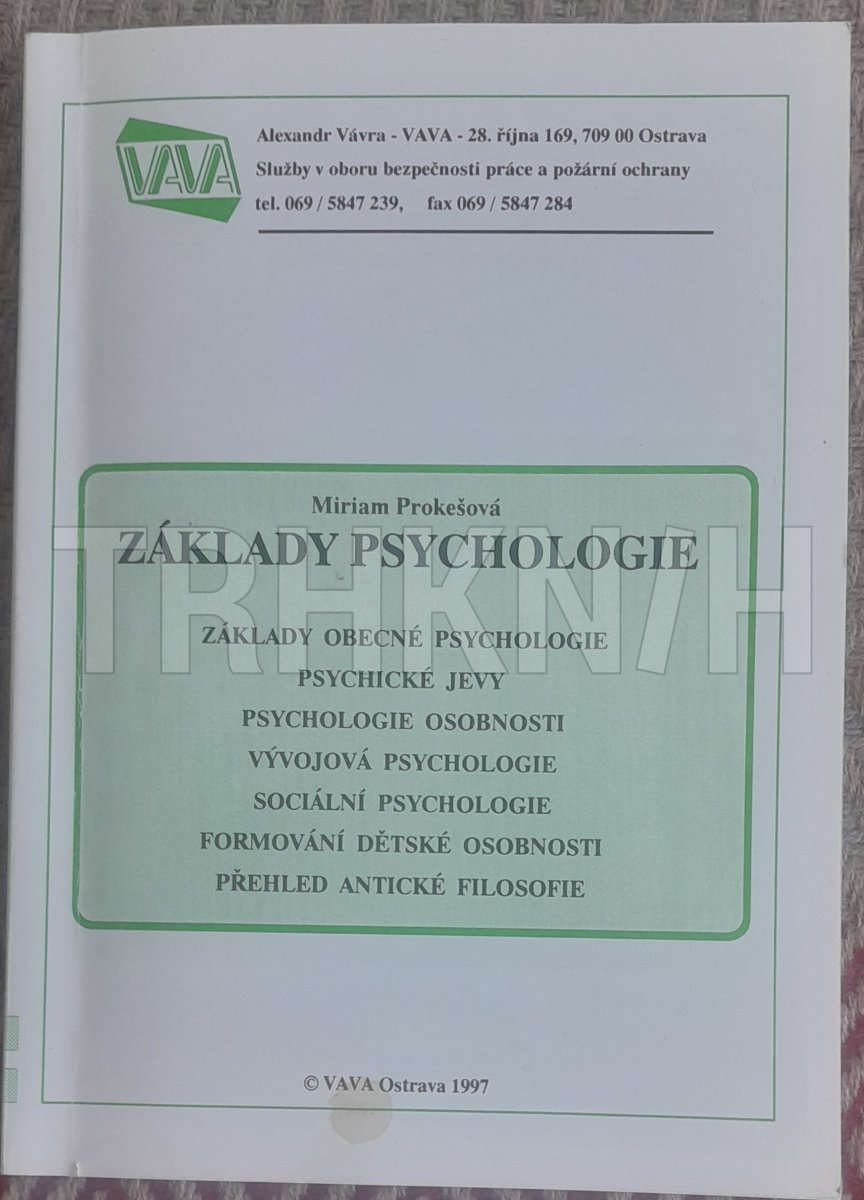 VAVA
Alexandr Vávra - VAVA - 28. října 169, 709 00 Ostrava
Služby v oboru bezpečnosti práce a požární ochrany
tel. 069 / 5847 239, fax 069 / 5847 284
Miriam Prokešová
ZÁKLADY PSYCHOLOGIE
TRHKNIH
ZÁKLADY OBECNÉ PSYCHOLOGIE
PSYCHICKÉ JEVY
PSYCHOLOGIE OSOBNOSTI
VÝVOJOVÁ PSYCHOLOGIE
SOCIÁLNÍ PSYCHOLOGIE
FORMOVÁNÍ DĚTSKÉ OSOBNOSTI
PŘEHLED ANTICKÉ FILOSOFIE
© VAVA Ostrava 1997